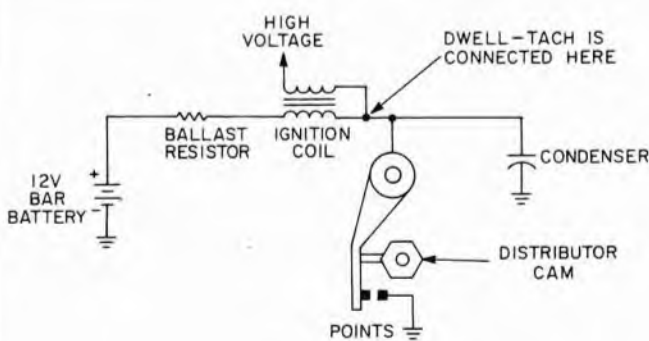 HIGH
VOLTAGE
DWELL-TACH IS
CONNECTED HERE
BALLAST
RESISTOR
IGNITION
COIL
CONDENSER
+
12V
BAR
BATTERY
-
DISTRIBUTOR
CAM
POINTS